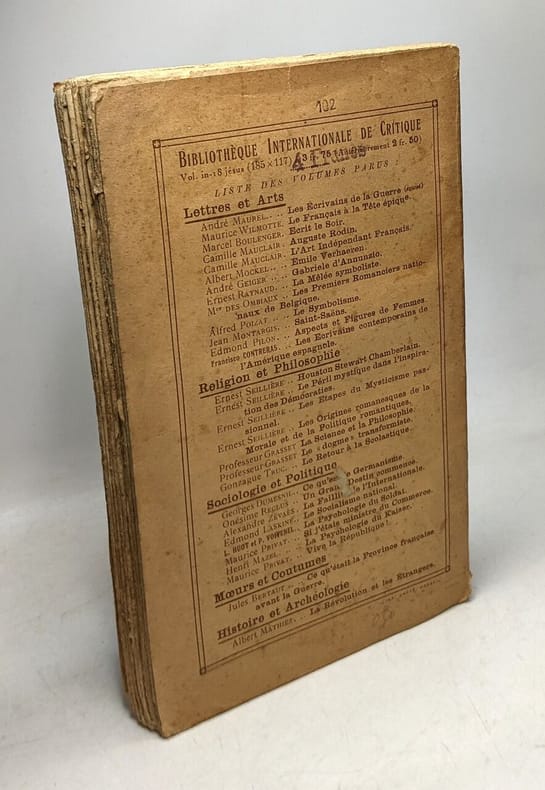 102
BIBLIOTHÈQUE INTERNATIONALE DE CRITIQUE
Vol. in-18 jésus (185 × 117)
4 Francs
LISTE DES VOLUMES PARUS :
Lettres et Arts
André MAUREL. .. Les Écrivains de la Guerre (épuisé)
Maurice WILMOTTE. Le Français à la Tête épique.
Marcel BOULENGER. Ecrit le Soir.
Camille MAUCLAIR. Auguste Rodin.
Camille MAUCLAIR. L'Art Indépendant Français.
Albert MOCKEL.. .. Emile Verhaeren.
André GEIGER .. .. Gabriele d'Annunzio.
Ernest RAYNAUD. .. La Mêlée symboliste.
Mce DES OMBIAUX .. Les Premiers Romanciers natio-
naux de Belgique.
Alfred POIZAT .. .. Le Symbolisme.
Jean MONTARGIS. .. Saint-Saëns.
Edmond PILON. .. Aspects et Figures de Femmes
Francisco CONTRERAS. .. Les Ecrivains contemporains de
l'Amérique espagnole.
Religion et Philosophie
Ernest SEILLIÈRE .. Houston Stewart Chamberlain.
Ernest SEILLIÈRE .. Le Péril mystique dans l'inspira-
tion des Démocraties.
Ernest SEILLIÈRE .. Les Etapes du Mysticisme pas-
sionnel.
Ernest SEILLIÈRE .. Les Origines romanesques de la
Morale et de la Politique romantiques.
Professeur GRASSET La Science et la Philosophie.
Professeur GRASSET Le « dogme » transformiste.
Gonzague TRUC. .. Le Retour à la Scolastique.
Sociologie et Politique
Georges DUMESNIL.. Ce qu'est le Germanisme.
Onésime RECLUS .. Un Grand Destin commence
Alexandre ZÉVAÈS. La Faillite de l'Internationale.
Edmond LASKINE.. Le Socialisme national.
L. HUOT et P. VOIVENEL. La Psychologie du Soldat.
Maurice PRIVAT. .. Si j'étais ministre du Commerce.
Henri MAZEL. .. La Psychologie du Kaiser.
Maurice PRIVAT. .. Vive la République !
Mœurs et Coutumes
Jules BERTAUT .. .. Ce qu'était la Province française
avant la Guerre.
Histoire et Archéologie
Albert MATHIEZ. .. La Révolution et les Étrangers.